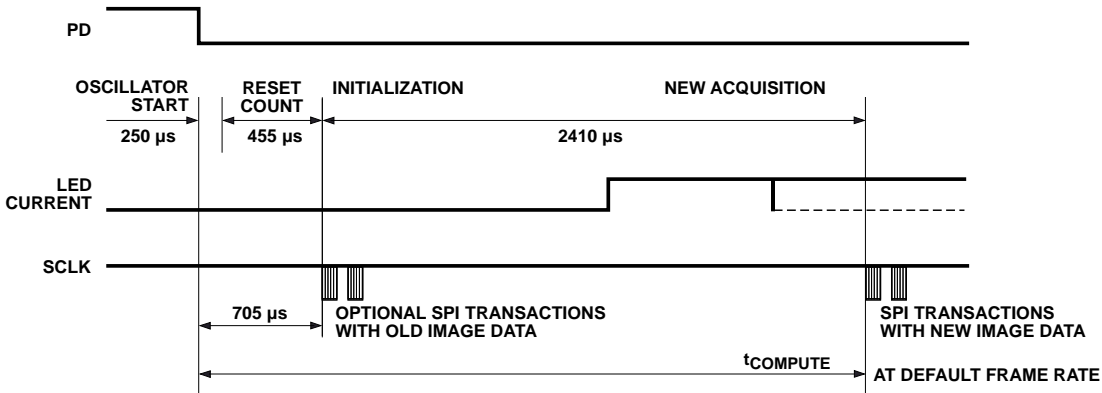 PD
OSCILLATOR
START
RESET
COUNT
INITIALIZATION
NEW ACQUISITION
250 µs
455 µs
2410 µs
LED
CURRENT
SCLK
705 µs
OPTIONAL SPI TRANSACTIONS
WITH OLD IMAGE DATA
SPI TRANSACTIONS
WITH NEW IMAGE DATA
tCOMPUTE
AT DEFAULT FRAME RATE